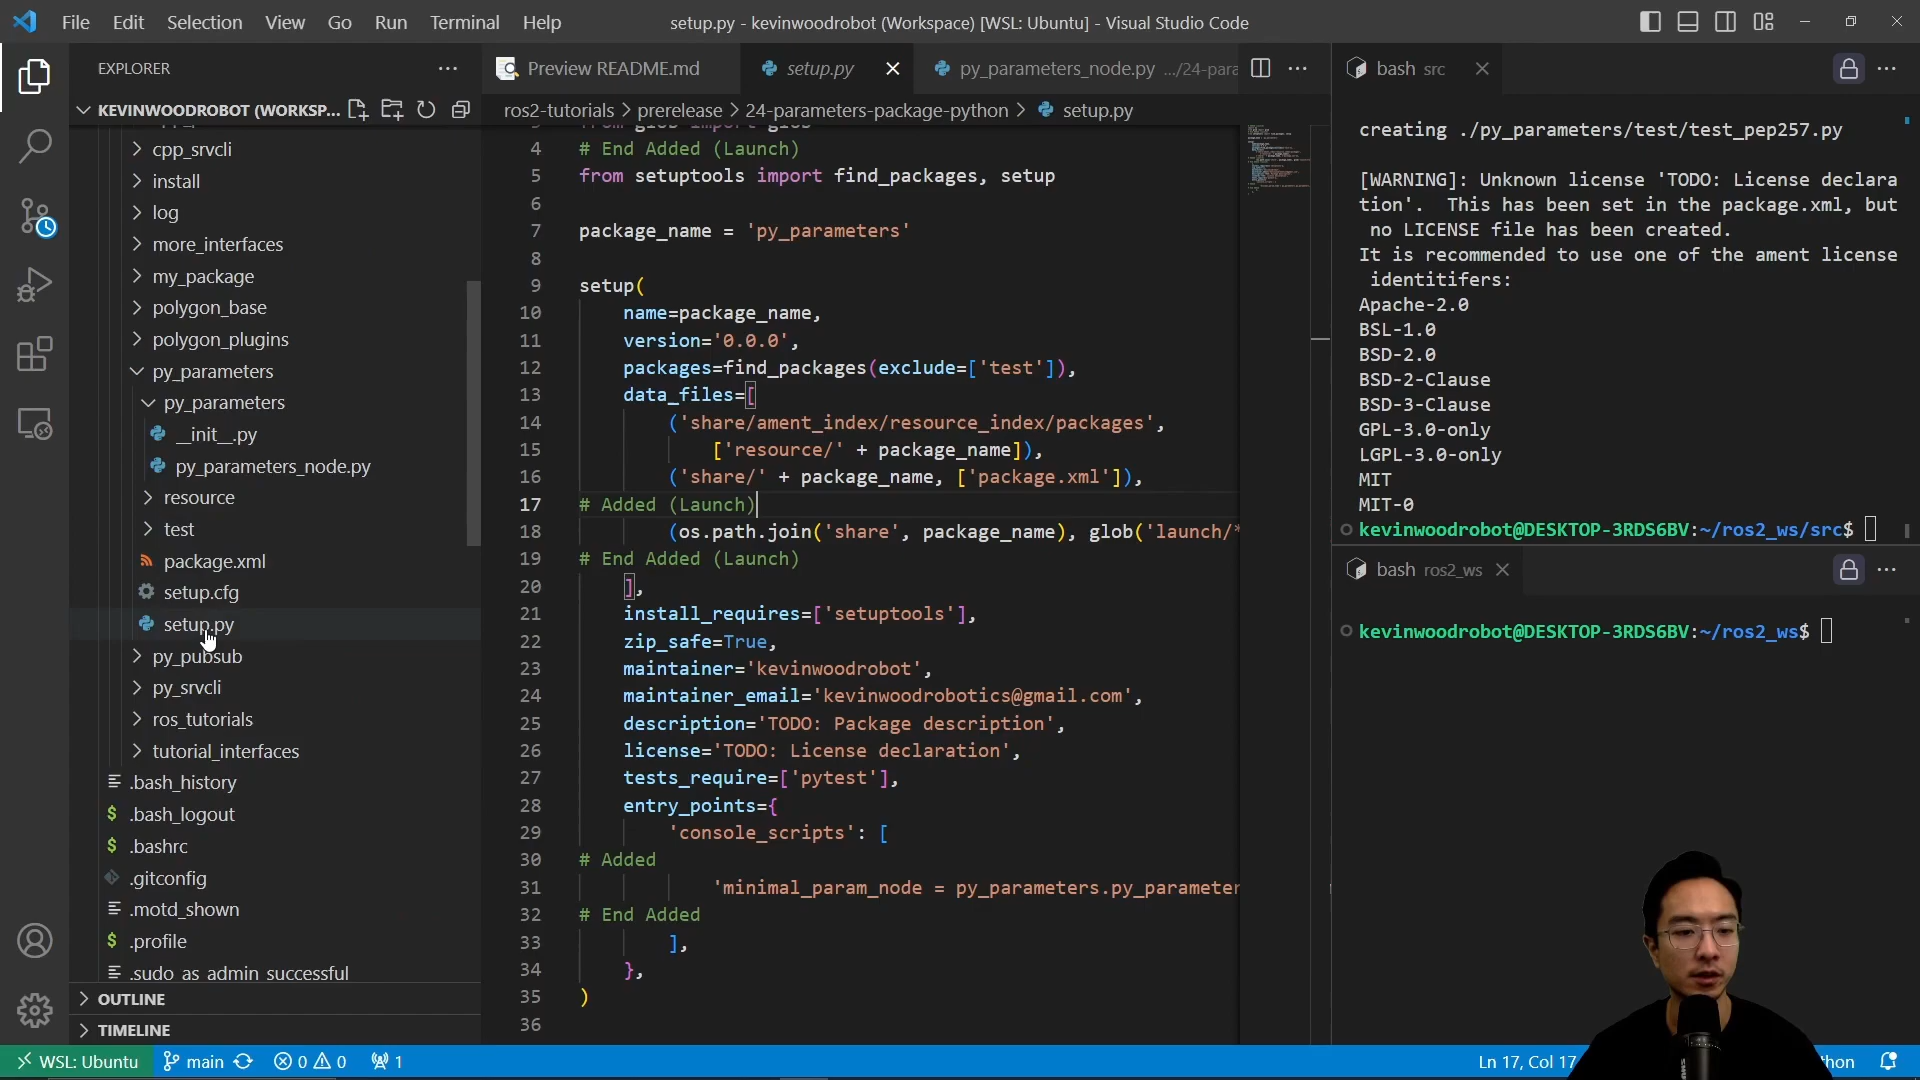 File Edit Selection View Go Run Terminal Help
setup.py - kevinwoodrobot (Workspace) [WSL: Ubuntu] - Visual Studio Code
EXPLORER
KEVINWOODROBOT (WORKSP...
cpp_srvcli
install
log
more_interfaces
my_package
polygon_base
polygon_plugins
py_parameters
py_parameters
__init__.py
py_parameters_node.py
resource
test
package.xml
setup.cfg
setup.py
py_pubsub
py_srvcli
ros_tutorials
tutorial_interfaces
.bash_history
.bash_logout
.bashrc
.gitconfig
.motd_shown
.profile
.sudo_as_admin_successful
OUTLINE
TIMELINE
Preview README.md
setup.py
py_parameters_node.py .../24-para
ros2-tutorials > prerelease > 24-parameters-package-python > setup.py
4 # End Added (Launch)
5 from setuptools import find_packages, setup
6
7 package_name = 'py_parameters'
8
9 setup(
10 name=package_name,
11 version='0.0.0',
12 packages=find_packages(exclude=['test']),
13 data_files=[
14 ('share/ament_index/resource_index/packages',
15 ['resource/' + package_name]),
16 ('share/' + package_name, ['package.xml']),
17 # Added (Launch)
18 (os.path.join('share', package_name), glob('launch/*
19 # End Added (Launch)
20 ],
21 install_requires=['setuptools'],
22 zip_safe=True,
23 maintainer='kevinwoodrobot',
24 maintainer_email='kevinwoodrobotics@gmail.com',
25 description='TODO: Package description',
26 license='TODO: License declaration',
27 tests_require=['pytest'],
28 entry_points={
29 'console_scripts': [
30 # Added
31 'minimal_param_node = py_parameters.py_parameter
32 # End Added
33 ],
34 },
35 )
36
bash src
creating ./py_parameters/test/test_pep257.py
[WARNING]: Unknown license 'TODO: License declara
tion'.  This has been set in the package.xml, but
no LICENSE file has been created.
It is recommended to use one of the ament license
identitifers:
Apache-2.0
BSL-1.0
BSD-2.0
BSD-2-Clause
BSD-3-Clause
GPL-3.0-only
LGPL-3.0-only
MIT
MIT-0
kevinwoodrobot@DESKTOP-3RDS6BV:~/ros2_ws/src$
bash ros2_ws
kevinwoodrobot@DESKTOP-3RDS6BV:~/ros2_ws$
WSL: Ubuntu main 0 0 1
Ln 17, Col 17